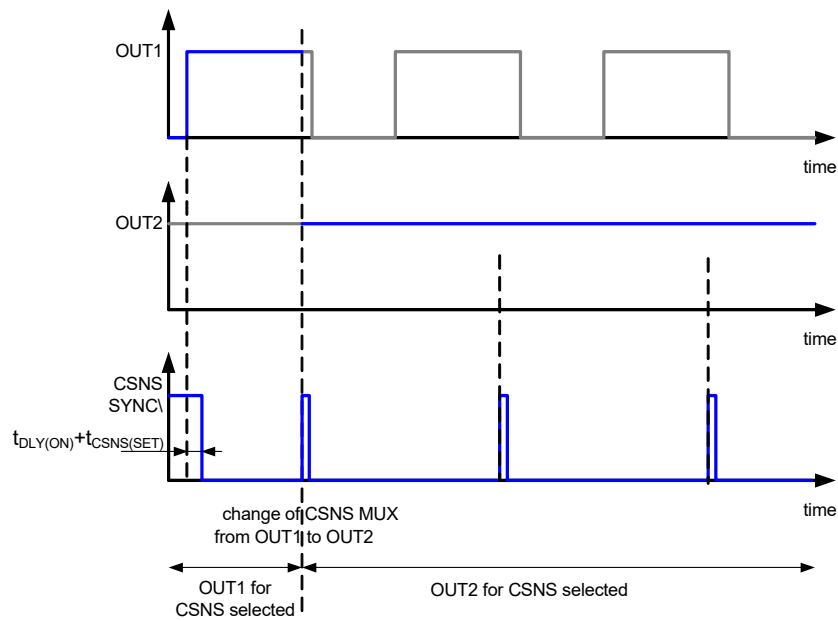 OUT1
time
OUT2
time
CSNS
SYNC\
tDLY(ON)+tCSNS(SET)
time
change of CSNS MUX
from OUT1 to OUT2
OUT1 for
CSNS selected
OUT2 for CSNS selected